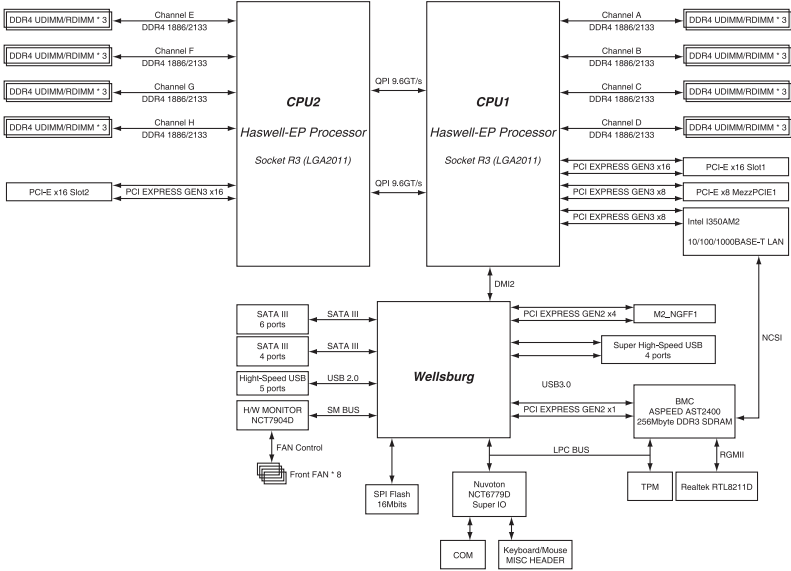 DDR4 UDIMM/RDIMM * 3
Channel E
DDR4 1886/2133
DDR4 UDIMM/RDIMM * 3
Channel F
DDR4 1886/2133
DDR4 UDIMM/RDIMM * 3
Channel G
DDR4 1886/2133
DDR4 UDIMM/RDIMM * 3
Channel H
DDR4 1886/2133
PCI-E x16 Slot2
PCI EXPRESS GEN3 x16
CPU2
Haswell-EP Processor
Socket R3 (LGA2011)
QPI 9.6GT/s
QPI 9.6GT/s
CPU1
Haswell-EP Processor
Socket R3 (LGA2011)
Channel A
DDR4 1886/2133
DDR4 UDIMM/RDIMM * 3
Channel B
DDR4 1886/2133
DDR4 UDIMM/RDIMM * 3
Channel C
DDR4 1886/2133
DDR4 UDIMM/RDIMM * 3
Channel D
DDR4 1886/2133
DDR4 UDIMM/RDIMM * 3
PCI EXPRESS GEN3 x16
PCI-E x16 Slot1
PCI EXPRESS GEN3 x8
PCI-E x8 MezzPCIE1
PCI EXPRESS GEN3 x8
Intel I350AM2
10/100/1000BASE-T LAN
DMI2
NCSI
SATA III
6 ports
SATA III
SATA III
4 ports
SATA III
Hight-Speed USB
5 ports
USB 2.0
H/W MONITOR
NCT7904D
SM BUS
FAN Control
Front FAN * 8
Wellsburg
PCI EXPRESS GEN2 x4
M2_NGFF1
Super High-Speed USB
4 ports
USB3.0
PCI EXPRESS GEN2 x1
BMC
ASPEED AST2400
256Mbyte DDR3 SDRAM
LPC BUS
RGMII
SPI Flash
16Mbits
Nuvoton
NCT6779D
Super IO
TPM
Realtek RTL8211D
COM
Keyboard/Mouse
MISC HEADER